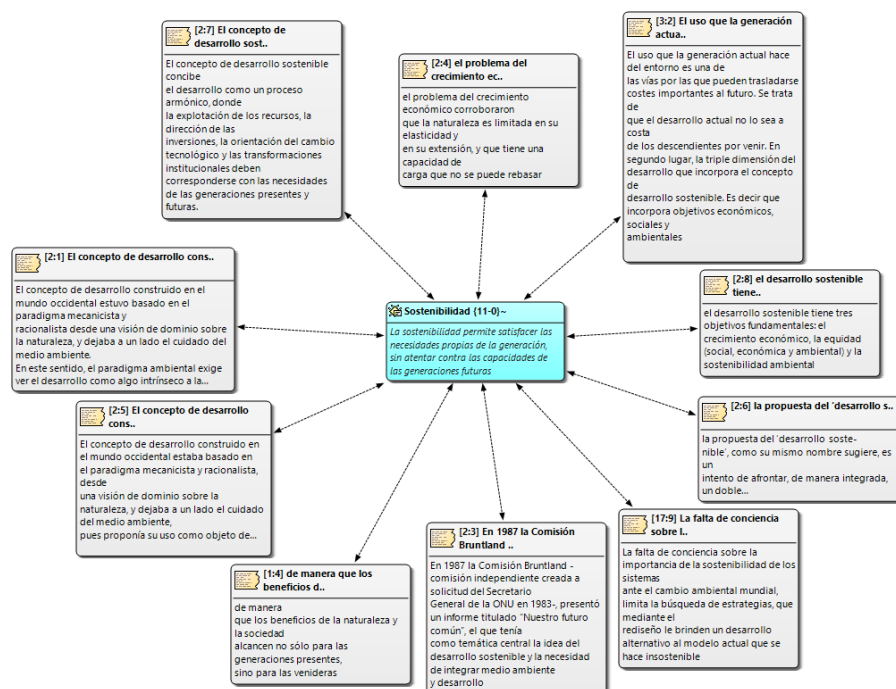 [2:7] El concepto de
desarrollo sost..
El concepto de desarrollo sostenible
concibe
el desarrollo como un proceso
armónico, donde
la explotación de los recursos, la
dirección de las
inversiones, la orientación del cambio
tecnológico y las transformaciones
institucionales deben
corresponderse con las necesidades
de las generaciones presentes y
futuras.
[2:4] el problema del
crecimiento ec..
el problema del crecimiento
económico corroboraron
que la naturaleza es limitada en su
elasticidad y
en su extensión, y que tiene una
capacidad de
carga que no se puede rebasar
[3:2] El uso que la generación
actua..
El uso que la generación actual hace
del entorno es una de
las vías por las que pueden trasladarse
costes importantes al futuro. Se trata
de
que el desarrollo actual no lo sea a
costa
de los descendientes por venir. En
segundo lugar, la triple dimensión del
desarrollo que incorpora el concepto
de
desarrollo sostenible. Es decir que
incorpora objetivos económicos,
sociales y
ambientales
[2:1] El concepto de desarrollo cons..
El concepto de desarrollo construido en el
mundo occidental estuvo basado en el
paradigma mecanicista y
racionalista desde una visión de dominio sobre
la naturaleza, y dejaba a un lado el cuidado del
medio ambiente.
En este sentido, el paradigma ambiental exige
ver el desarrollo como algo intrínseco a la...
Sostenibilidad {11-0}~
La sostenibilidad permite satisfacer las
necesidades propias de la generación,
sin atentar contra las capacidades de
las generaciones futuras
[2:8] el desarrollo sostenible
tiene..
el desarrollo sostenible tiene tres
objetivos fundamentales: el
crecimiento económico, la equidad
(social, económica y ambiental) y la
sostenibilidad ambiental
[2:5] El concepto de desarrollo
cons..
El concepto de desarrollo construido en
el mundo occidental estaba basado en
el paradigma mecanicista y racionalista,
desde
una visión de dominio sobre la
naturaleza, y dejaba a un lado el cuidado
del medio ambiente,
pues proponía su uso como objeto de...
[2:6] la propuesta del ‘desarrollo s..
la propuesta del ‘desarrollo soste-
nible’, como su mismo nombre sugiere, es
un
intento de afrontar, de manera integrada,
un doble...
[1:4] de manera que los
beneficios d..
de manera
que los beneficios de la naturaleza y
la sociedad
alcancen no sólo para las
generaciones presentes,
sino para las venideras
[2:3] En 1987 la Comisión
Bruntland ..
En 1987 la Comisión Bruntland -
comisión independiente creada a
solicitud del Secretario
General de la ONU en 1983-, presentó
un informe titulado “Nuestro futuro
común”, el que tenía
como temática central la idea del
desarrollo sostenible y la necesidad
de integrar medio ambiente
y desarrollo
[17:9] La falta de conciencia
sobre l..
La falta de conciencia sobre la
importancia de la sostenibilidad de los
sistemas
ante el cambio ambiental mundial,
limita la búsqueda de estrategias, que
mediante el
rediseño le brinden un desarrollo
alternativo al modelo actual que se
hace insostenible